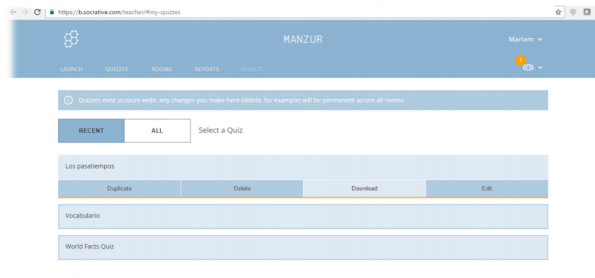 https://b.socrative.com/teacher/#my-quizzes
MANZUR
Mariam
LAUNCH QUIZZES ROOMS REPORTS RESULTS
1
Quizzes exist account-wide; any changes you make here (delete, for example) will be permanent across all rooms.
RECENT ALL Select a Quiz
Los pasatiempos
Duplicate Delete Download Edit
Vocabulario
World Facts Quiz